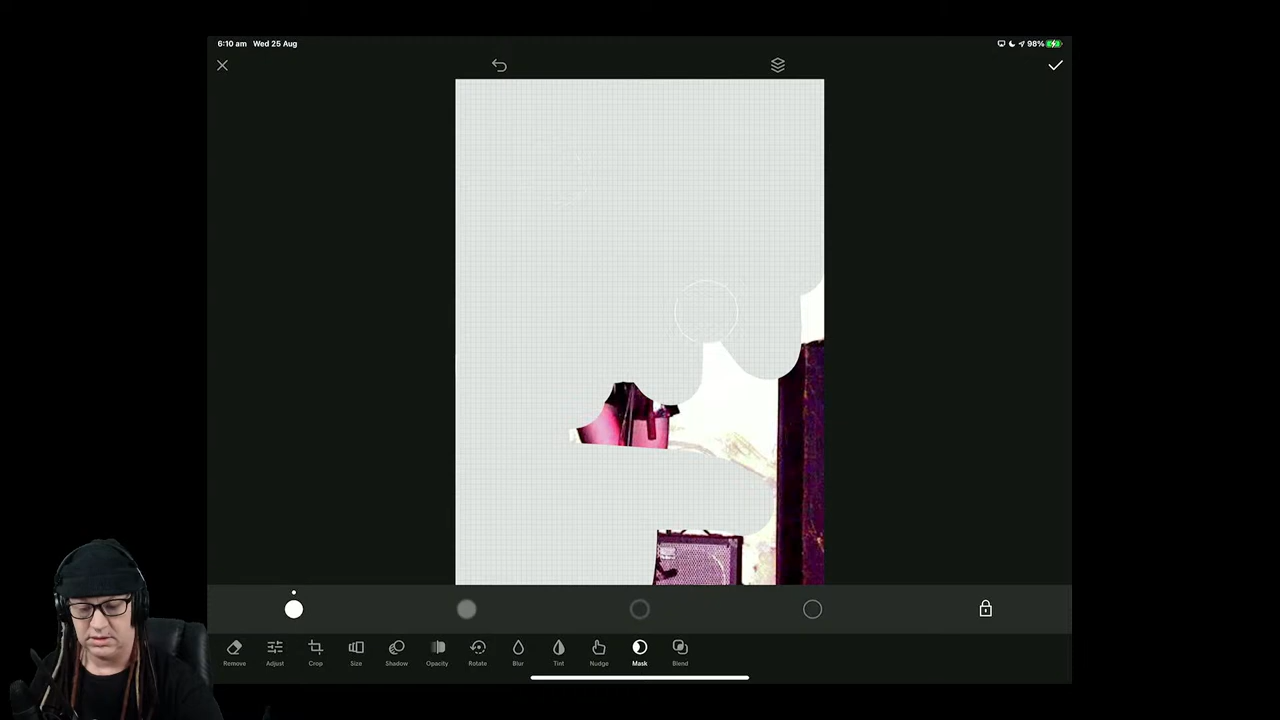 6:10 am Wed 25 Aug
98%
Remove Adjust Crop Size Shadow Opacity Rotate Blur Tint Nudge Mask Blend